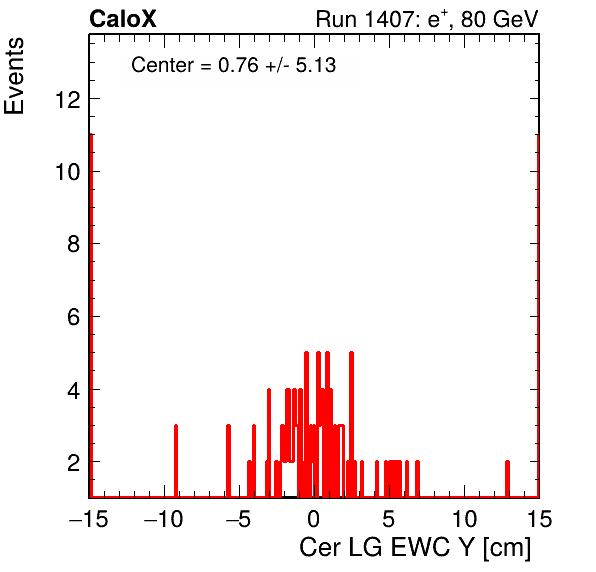 CaloX Run 1407: e⁺, 80 GeV
Center = 0.76 +/- 5.13
Events
12
10
8
6
4
2
−15 −10 −5 0 5 10 15
Cer LG EWC Y [cm]